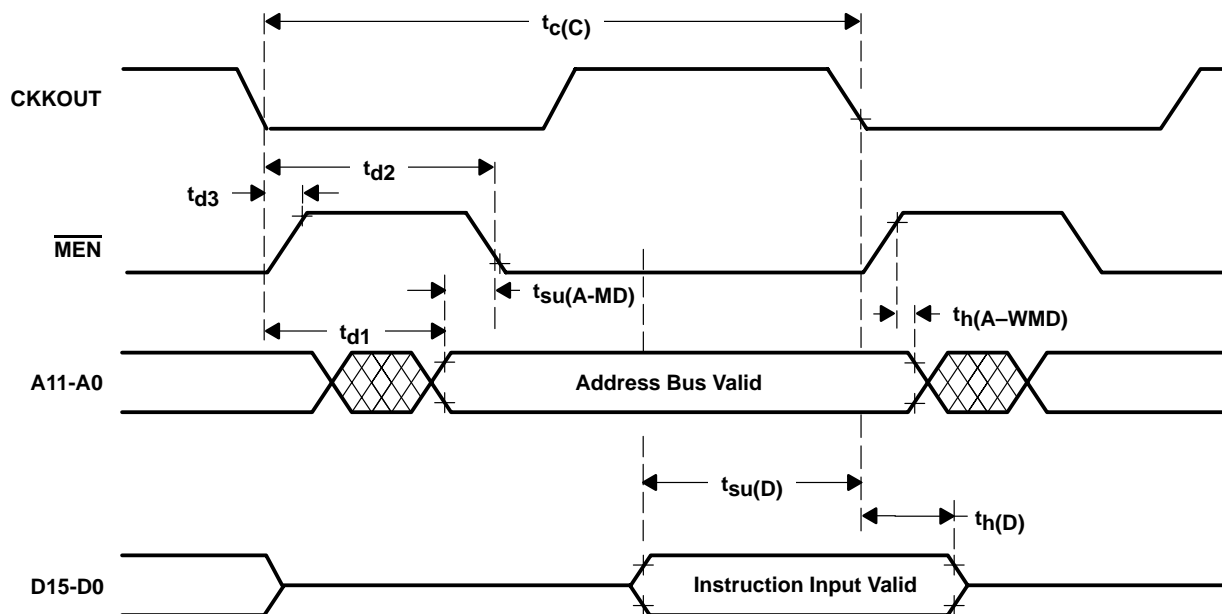 tc(C)
CKKOUT
td2
td3
MEN
tsu(A-MD)
th(A–WMD)
td1
A11-A0
Address Bus Valid
tsu(D)
th(D)
D15-D0
Instruction Input Valid